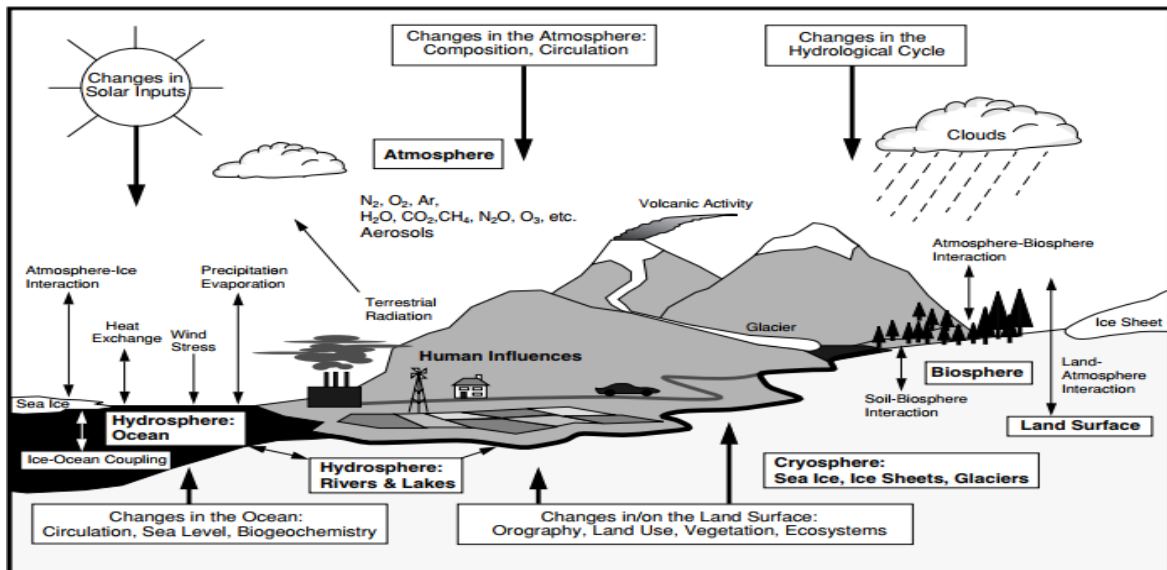 Changes in the Atmosphere:
Composition, Circulation
Changes in the
Hydrological Cycle
Changes in
Solar Inputs
Clouds
Atmosphere
N₂, O₂, Ar,
H₂O, CO₂,CH₄, N₂O, O₃, etc.
Aerosols
Volcanic Activity
Atmosphere-Ice
Interaction
Precipitation
Evaporation
Atmosphere-Biosphere
Interaction
Terrestrial
Radiation
Heat
Exchange
Wind
Stress
Glacier
Ice Sheet
Human Influences
Biosphere
Land-
Atmosphere
Interaction
Soil-Biosphere
Interaction
Sea Ice
Hydrosphere:
Ocean
Land Surface
Ice-Ocean Coupling
Hydrosphere:
Rivers & Lakes
Cryosphere:
Sea Ice, Ice Sheets, Glaciers
Changes in the Ocean:
Circulation, Sea Level, Biogeochemistry
Changes in/on the Land Surface:
Orography, Land Use, Vegetation, Ecosystems